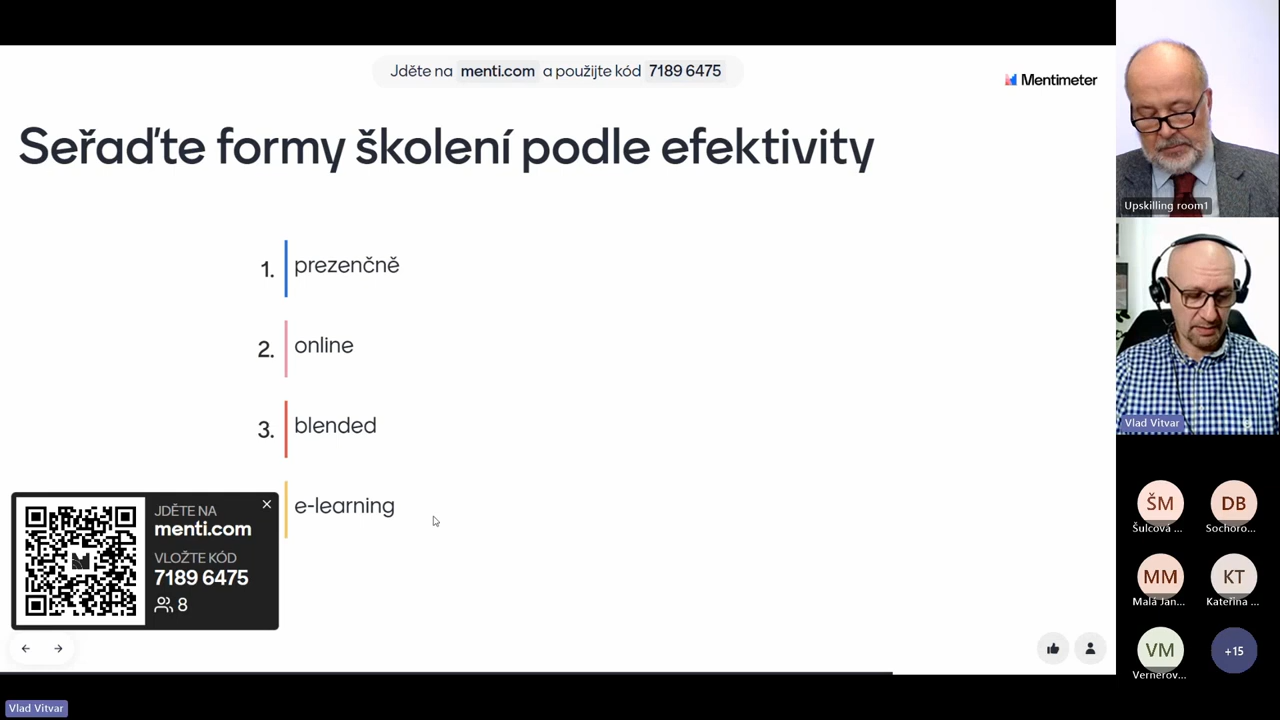 Jděte na menti.com a použijte kód 7189 6475
Mentimeter
Seřaďte formy školení podle efektivity
1. prezenčně
2. online
3. blended
e-learning
JDĚTE NA
menti.com
VLOŽTE KÓD
7189 6475
8
Upskilling room1
Vlad Vitvar
ŠM
Šulcová ...
DB
Sochoro...
MM
Malá Jan...
KT
Kateřina ...
VM
Vernerov...
+15
Vlad Vitvar